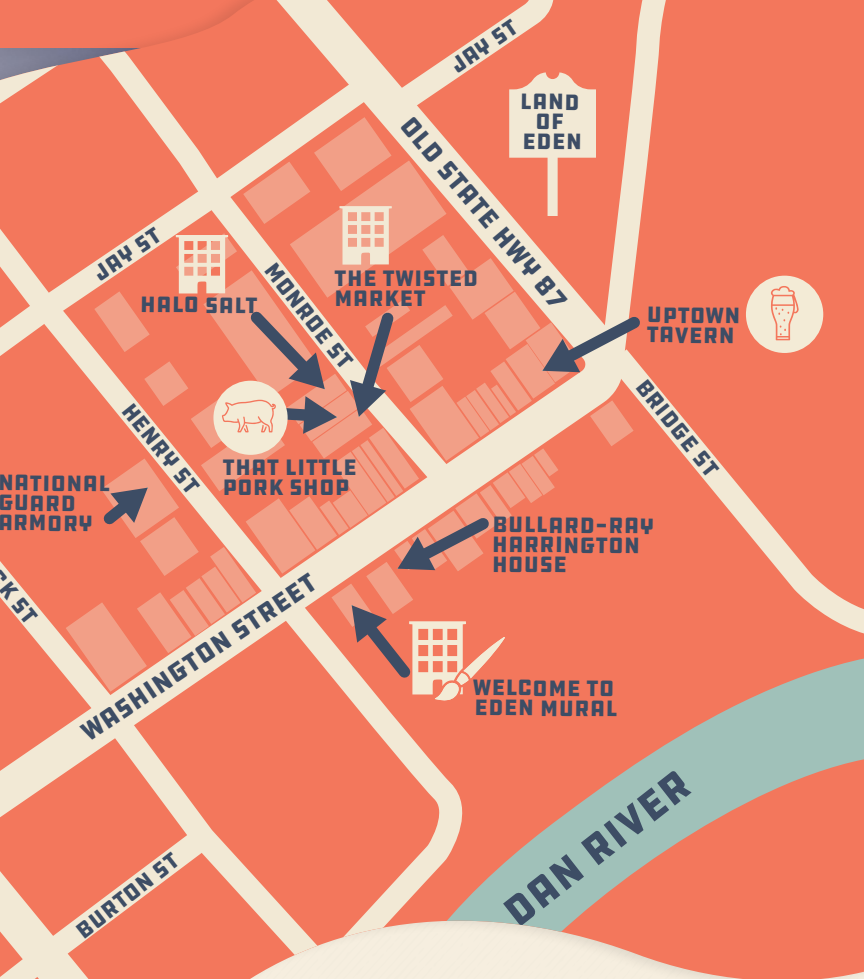 JAY ST
LAND
OF
EDEN
OLD STATE HWY 87
JAY ST
HALO SALT
MONROE ST
THE TWISTED
MARKET
UPTOWN
TAVERN
HENRY ST
BRIDGE ST
THAT LITTLE
PORK SHOP
NATIONAL
GUARD
ARMORY
BULLARD-RAY
HARRINGTON
HOUSE
CK ST
WASHINGTON STREET
WELCOME TO
EDEN MURAL
DAN RIVER
BURTON ST